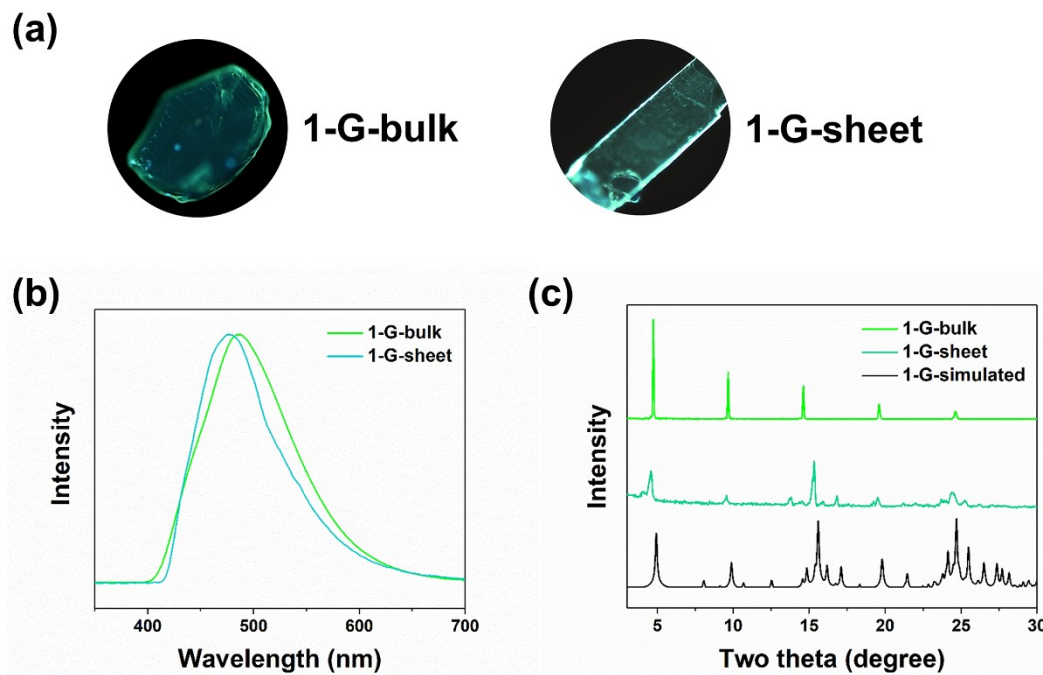 (a)
1-G-bulk
1-G-sheet
(b)
1-G-bulk
1-G-sheet
Intensity
400
500
600
700
Wavelength (nm)
(c)
1-G-bulk
1-G-sheet
1-G-simulated
Intensity
5
10
15
20
25
30
Two theta (degree)